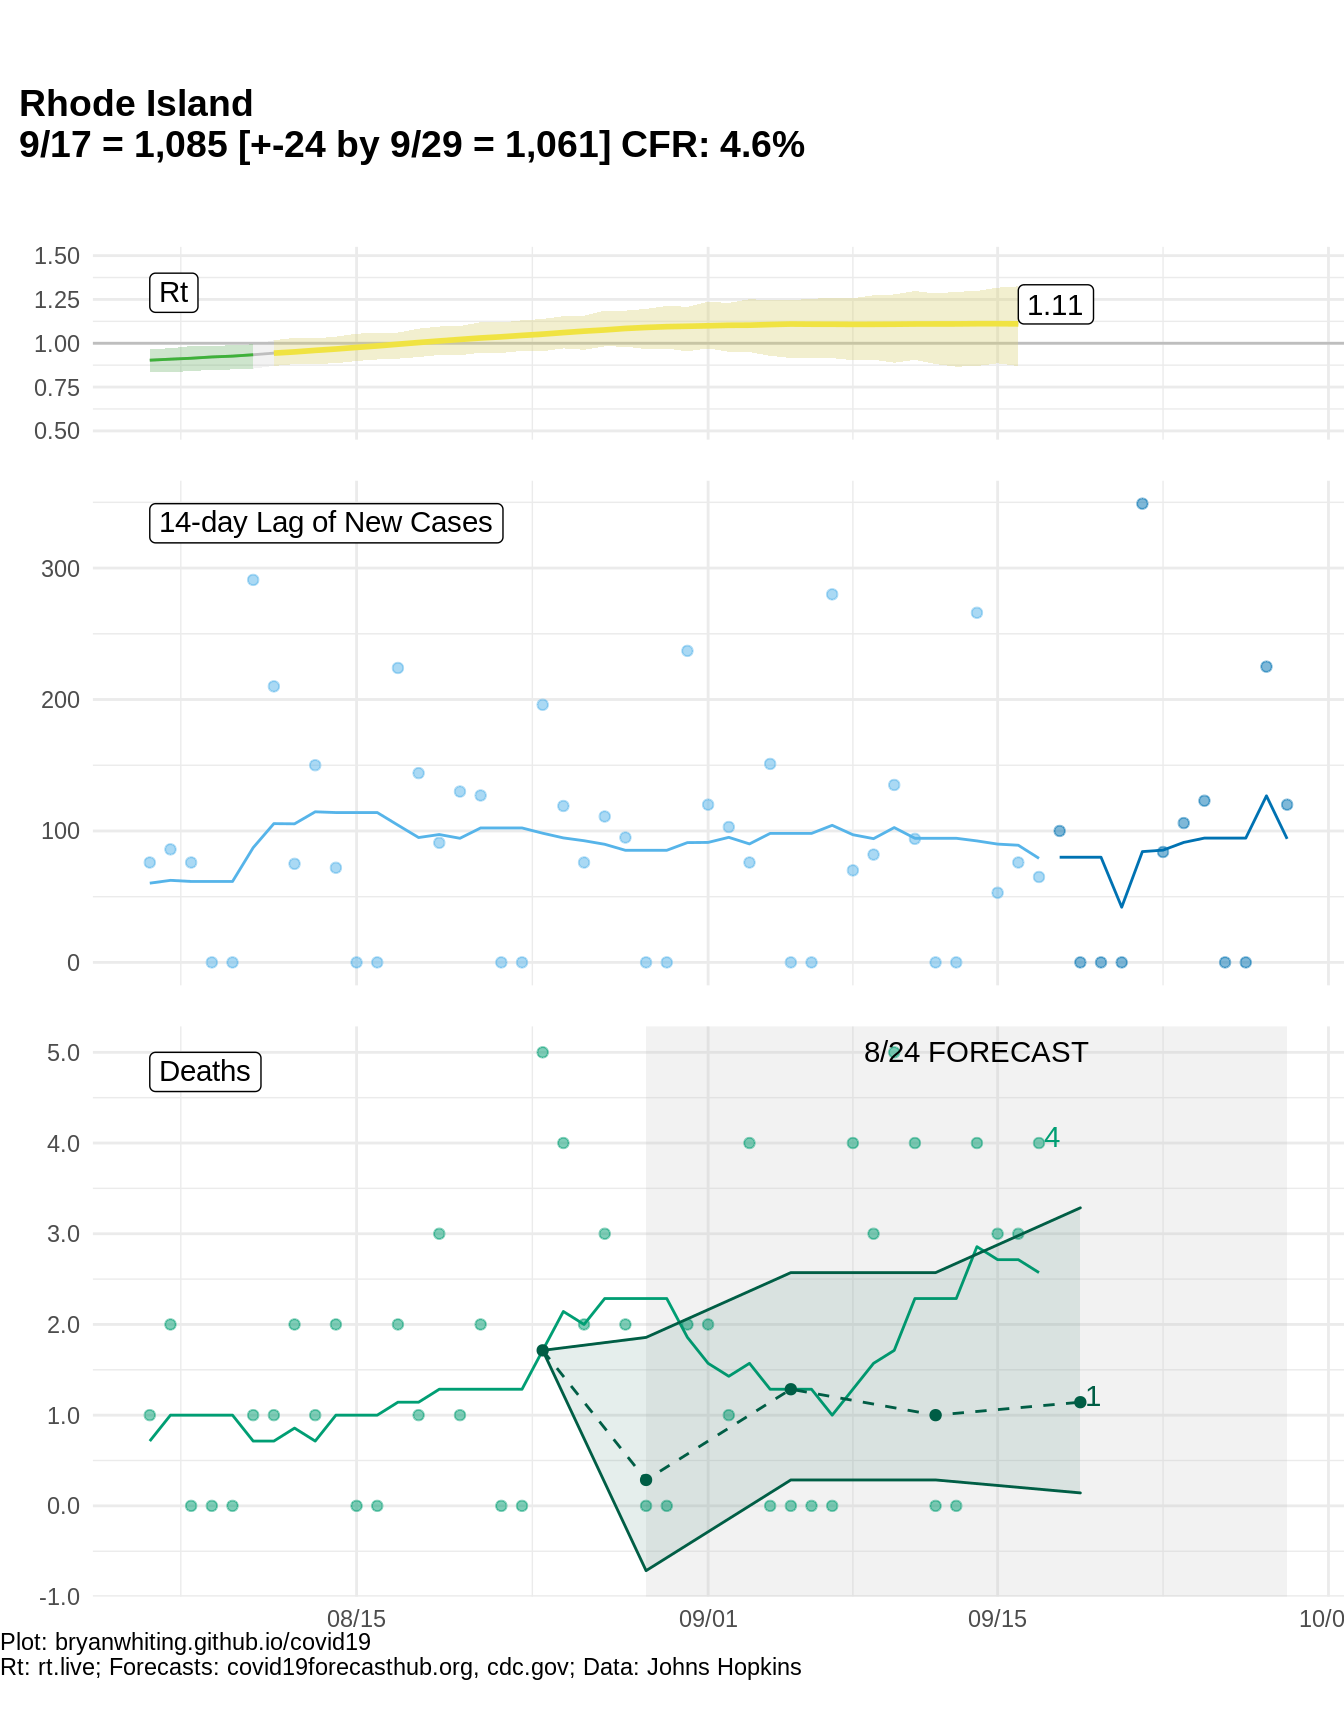 Rhode Island
9/17 = 1,085 [+-24 by 9/29 = 1,061] CFR: 4.6%
1.50
1.25
1.00
0.75
0.50
Rt
1.11
14-day Lag of New Cases
300
200
100
0
Deaths
8/24 FORECAST
5.0
4.0
3.0
2.0
1.0
0.0
-1.0
4
1
08/15
09/01
09/15
10/0
Plot: bryanwhiting.github.io/covid19
Rt: rt.live; Forecasts: covid19forecasthub.org, cdc.gov; Data: Johns Hopkins